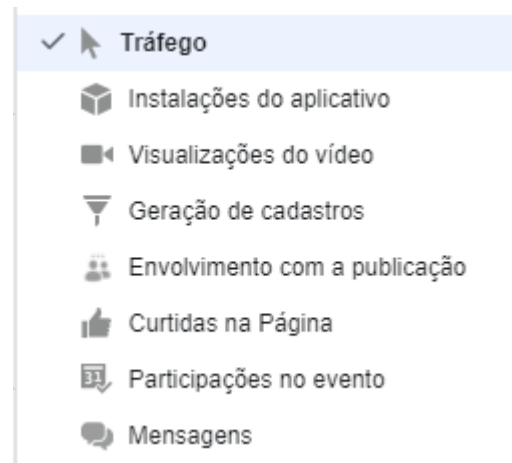 Tráfego
Instalações do aplicativo
Visualizações do vídeo
Geração de cadastros
Envolvimento com a publicação
Curtidas na Página
31
Participações no evento
Mensagens